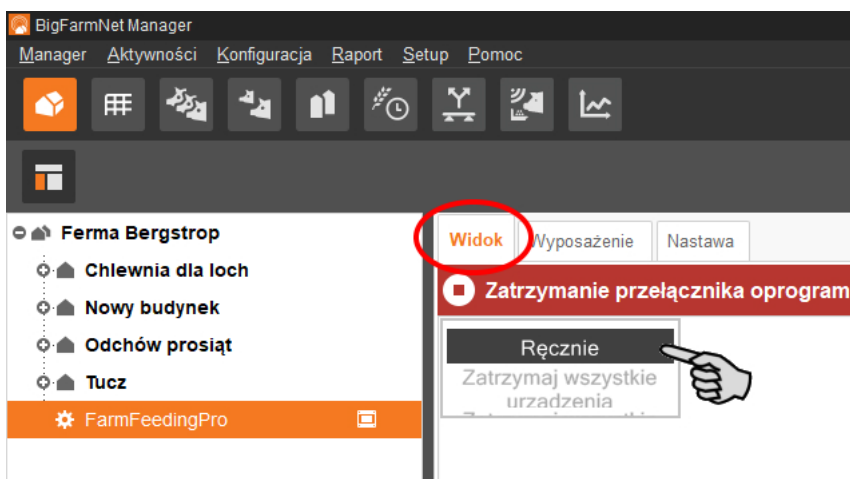 BigFarmNet Manager
Manager Aktywności Konfiguracja Raport Setup Pomoc
Ferma Bergstrop
Chlewnia dla loch
Nowy budynek
Odchów prosiąt
Tucz
FarmFeedingPro
Widok Wyposażenie Nastawa
Zatrzymanie przełącznika oprogram
Ręcznie
Zatrzymaj wszystkie
urzadzenia